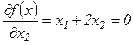 ∂f(x)/∂x₂ = x₁ + 2x₂ = 0